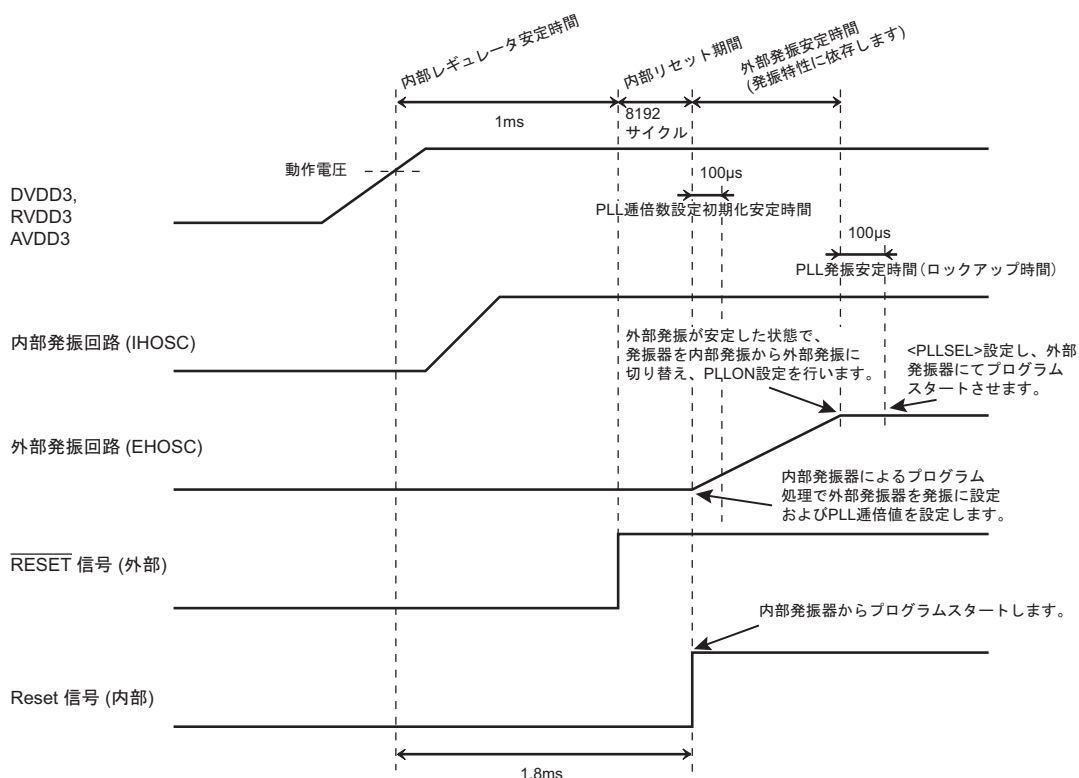 内部レギュレータ安定時間
内部リセット期間
外部発振安定時間
(発振特性に依存します)
1ms
8192
サイクル
動作電圧
DVDD3,
RVDD3
AVDD3
100μs
PLL逓倍数設定初期化安定時間
100μs
PLL発振安定時間(ロックアップ時間)
内部発振回路 (IHOSC)
外部発振が安定した状態で、
発振器を内部発振から外部発振に
切り替え、PLLON設定を行います。
<PLLSEL>設定し、外部
発振器にてプログラム
スタートさせます。
外部発振回路 (EHOSC)
内部発振器によるプログラム
処理で外部発振器を発振に設定
およびPLL逓倍値を設定します。
RESET 信号 (外部)
内部発振器からプログラムスタートします。
Reset 信号 (内部)
1.8ms